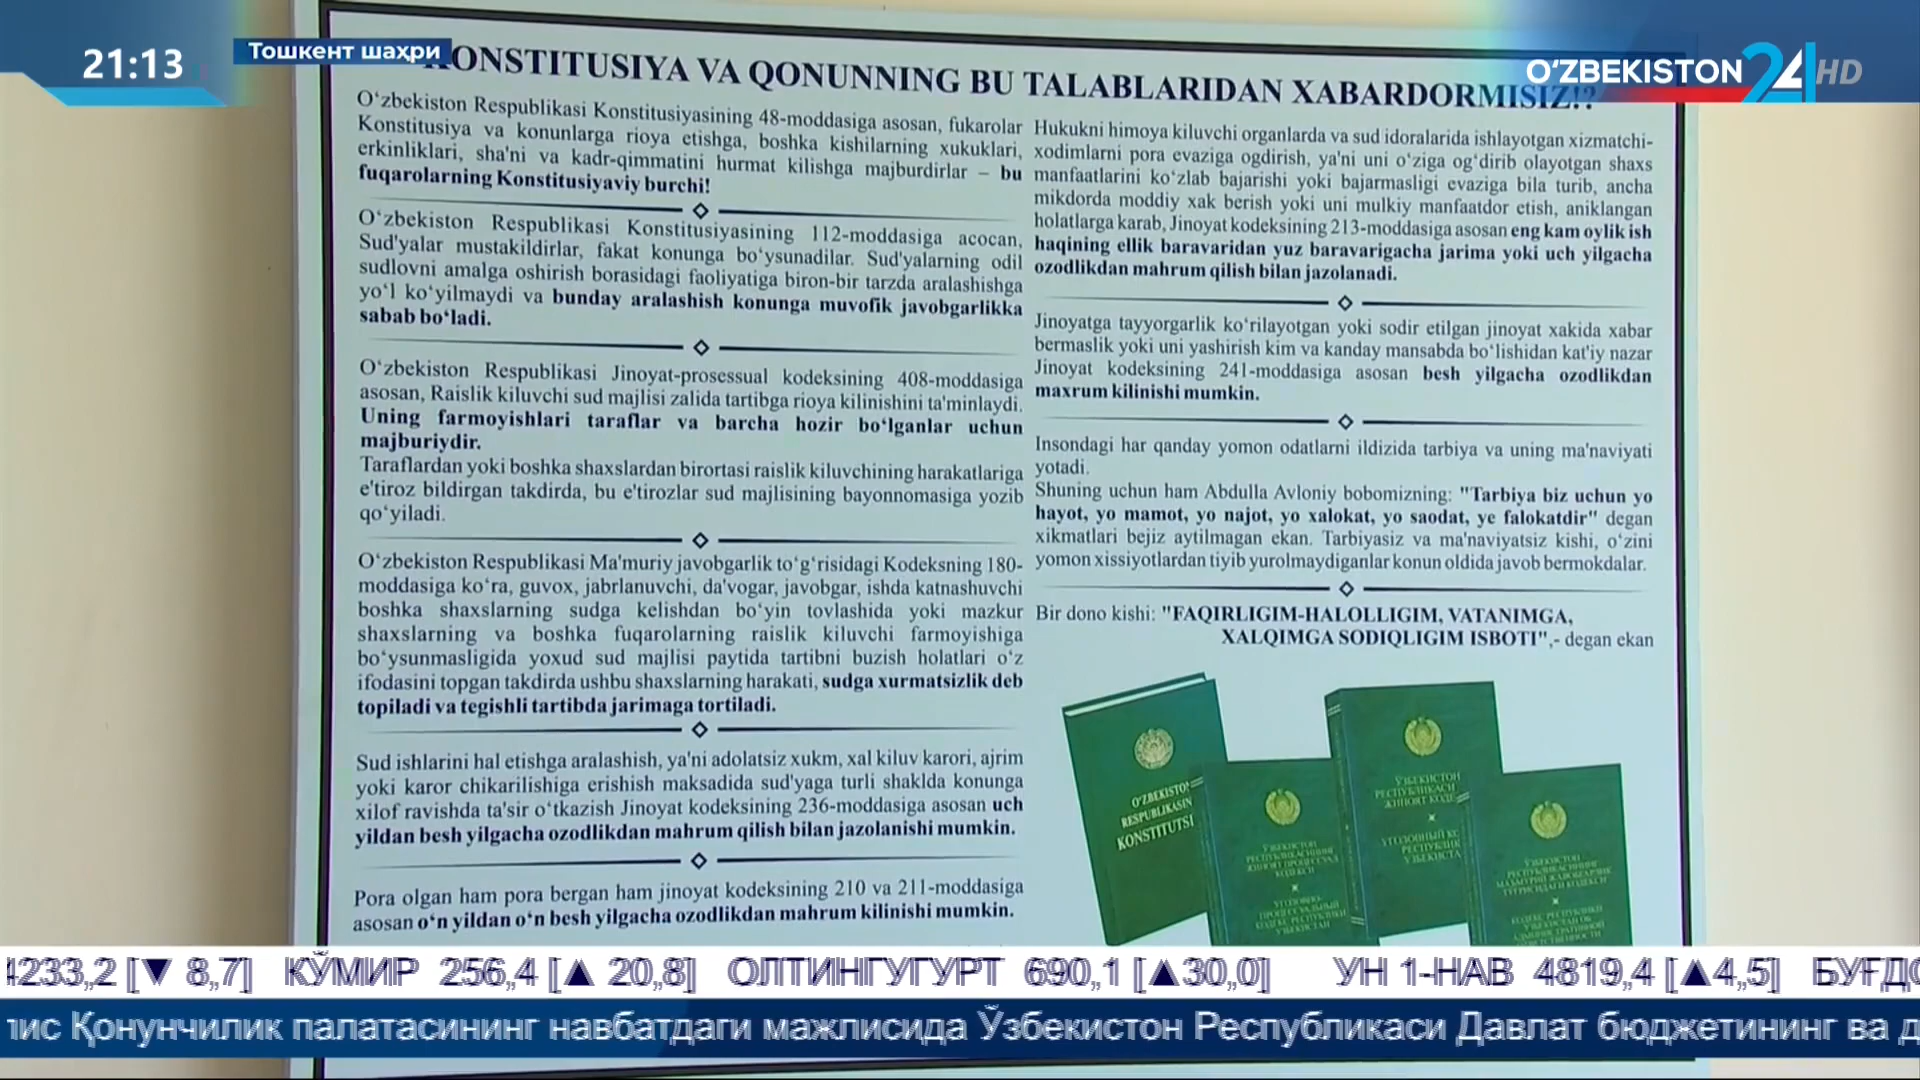 21:13
Тошкент шаҳри
O‘ZBEKISTON 24 HD
KONSTITUSIYA VA QONUNNING BU TALABLARIDAN XABARDORMISIZ!?
O‘zbekiston Respublikasi Konstitusiyasining 48-moddasiga asosan, fukarolar
Konstitusiya va konunlarga rioya etishga, boshka kishilarning xukuklari,
erkinliklari, sha'ni va kadr-qimmatini hurmat kilishga majburdirlar – bu
fuqarolarning Konstitusiyaviy burchi!
O‘zbekiston Respublikasi Konstitusiyasining 112-moddasiga acocan,
Sud'yalar mustakildirlar, fakat konunga bo‘ysunadilar. Sud'yalarning odil
sudlovni amalga oshirish borasidagi faoliyatiga biron-bir tarzda aralashishga
yo‘l ko‘yilmaydi va bunday aralashish konunga muvofik javobgarlikka
sabab bo‘ladi.
O‘zbekiston Respublikasi Jinoyat-prosessual kodeksining 408-moddasiga
asosan, Raislik kiluvchi sud majlisi zalida tartibga rioya kilinishini ta'minlaydi.
Uning farmoyishlari taraflar va barcha hozir bo‘lganlar uchun
majburiydir.
Taraflardan yoki boshka shaxslardan birortasi raislik kiluvchining harakatlariga
e'tiroz bildirgan takdirda, bu e'tirozlar sud majlisining bayonnomasiga yozib
qo‘yiladi.
O‘zbekiston Respublikasi Ma'muriy javobgarlik to‘g‘risidagi Kodeksning 180-
moddasiga ko‘ra, guvox, jabrlanuvchi, da'vogar, javobgar, ishda katnashuvchi
boshka shaxslarning sudga kelishdan bo‘yin tovlashida yoki mazkur
shaxslarning va boshka fuqarolarning raislik kiluvchi farmoyishiga
bo‘ysunmasligida yoxud sud majlisi paytida tartibni buzish holatlari o‘z
ifodasini topgan takdirda ushbu shaxslarning harakati, sudga xurmatsizlik deb
topiladi va tegishli tartibda jarimaga tortiladi.
Sud ishlarini hal etishga aralashish, ya'ni adolatsiz xukm, xal kiluv karori, ajrim
yoki karor chikarilishiga erishish maksadida sud'yaga turli shaklda konunga
xilof ravishda ta'sir o‘tkazish Jinoyat kodeksining 236-moddasiga asosan uch
yildan besh yilgacha ozodlikdan mahrum qilish bilan jazolanishi mumkin.
Pora olgan ham pora bergan ham jinoyat kodeksining 210 va 211-moddasiga
asosan o‘n yildan o‘n besh yilgacha ozodlikdan mahrum kilinishi mumkin.
Hukukni himoya kiluvchi organlarda va sud idoralarida ishlayotgan xizmatchi-
xodimlarni pora evaziga ogdirish, ya'ni uni o‘ziga og‘dirib olayotgan shaxs
manfaatlarini ko‘zlab bajarishi yoki bajarmasligi evaziga bila turib, ancha
mikdorda moddiy xak berish yoki uni mulkiy manfaatdor etish, aniklangan
holatlarga karab, Jinoyat kodeksining 213-moddasiga asosan eng kam oylik ish
haqining ellik baravaridan yuz baravarigacha jarima yoki uch yilgacha
ozodlikdan mahrum qilish bilan jazolanadi.
Jinoyatga tayyorgarlik ko‘rilayotgan yoki sodir etilgan jinoyat xakida xabar
bermaslik yoki uni yashirish kim va kanday mansabda bo‘lishidan kat'iy nazar
Jinoyat kodeksining 241-moddasiga asosan besh yilgacha ozodlikdan
maxrum kilinishi mumkin.
Insondagi har qanday yomon odatlarni ildizida tarbiya va uning ma'naviyati
yotadi.
Shuning uchun ham Abdulla Avloniy bobomizning: "Tarbiya biz uchun yo
hayot, yo mamot, yo najot, yo xalokat, yo saodat, ye falokatdir" degan
xikmatlari bejiz aytilmagan ekan. Tarbiyasiz va ma'naviyatsiz kishi, o‘zini
yomon xissiyotlardan tiyib yurolmaydiganlar konun oldida javob bermokdalar.
Bir dono kishi: "FAQIRLIGIM-HALOLLIGIM, VATANIMGA,
XALQIMGA SODIQLIGIM ISBOTI",- degan ekan
O‘ZBEKISTO
RESPUBLIKASIN
KONSTITUTSI
ЎЗБЕКИСТОН
РЕСПУБЛИКАСИ
УГОЛОВНЫЙ КО
РЕСПУБЛИК
УЗБЕКИСТА
4233,2 [▼ 8,7] КЎМИР 256,4 [▲ 20,8] ОЛТИНГУГУРТ 690,1 [▲30,0] УН 1-НАВ 4819,4 [▲4,5] БУҒДО
лис Қонунчилик палатасининг навбатдаги мажлисида Ўзбекистон Республикаси Давлат бюджетининг ва д